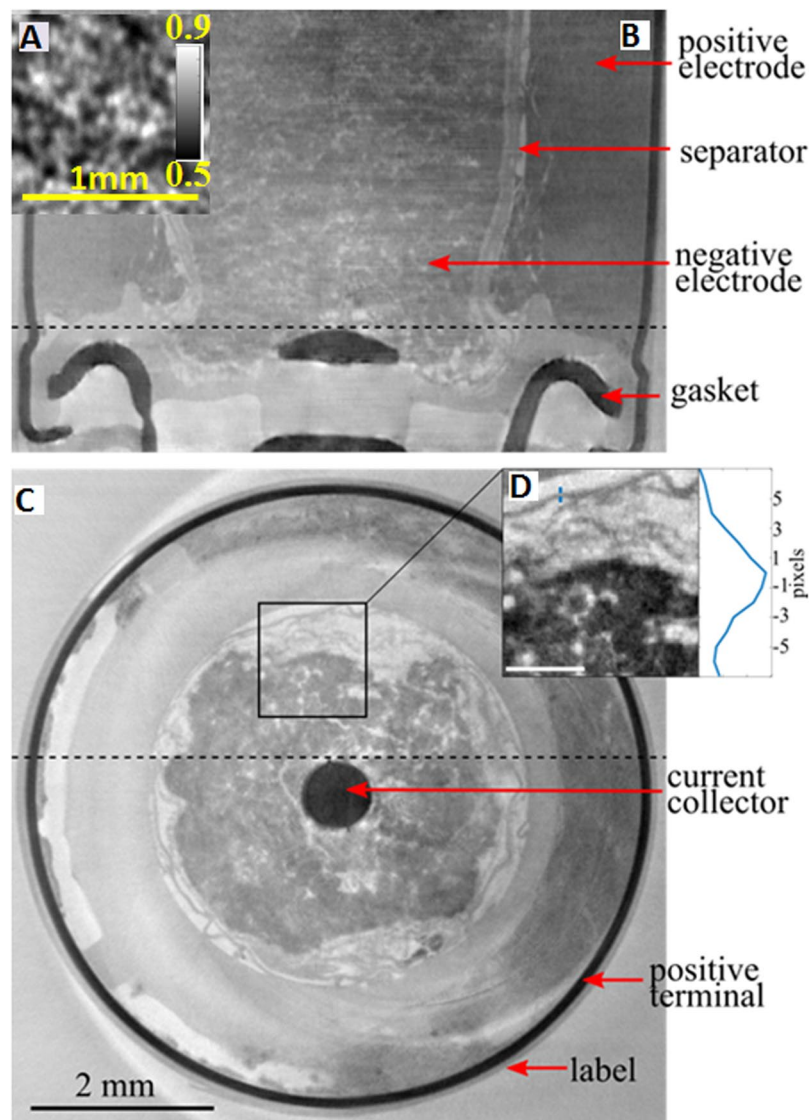 A
0.9
1mm
0.5
B
positive
electrode
separator
negative
electrode
gasket
C
D
5
3
1
-1
-3
-5
pixels
current
collector
positive
terminal
label
2 mm